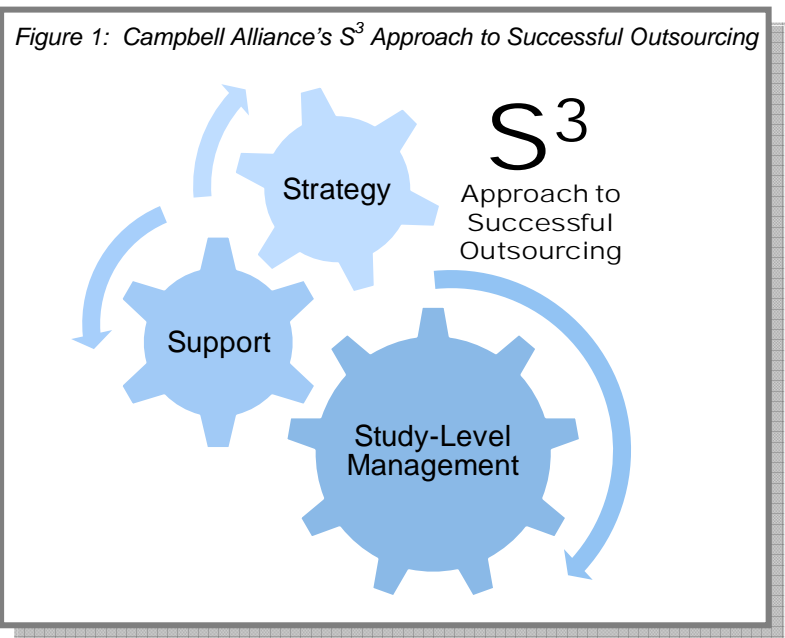 Figure 1: Campbell Alliance's S³ Approach to Successful Outsourcing
S³
Approach to
Successful
Outsourcing
Strategy
Support
Study-Level
Management